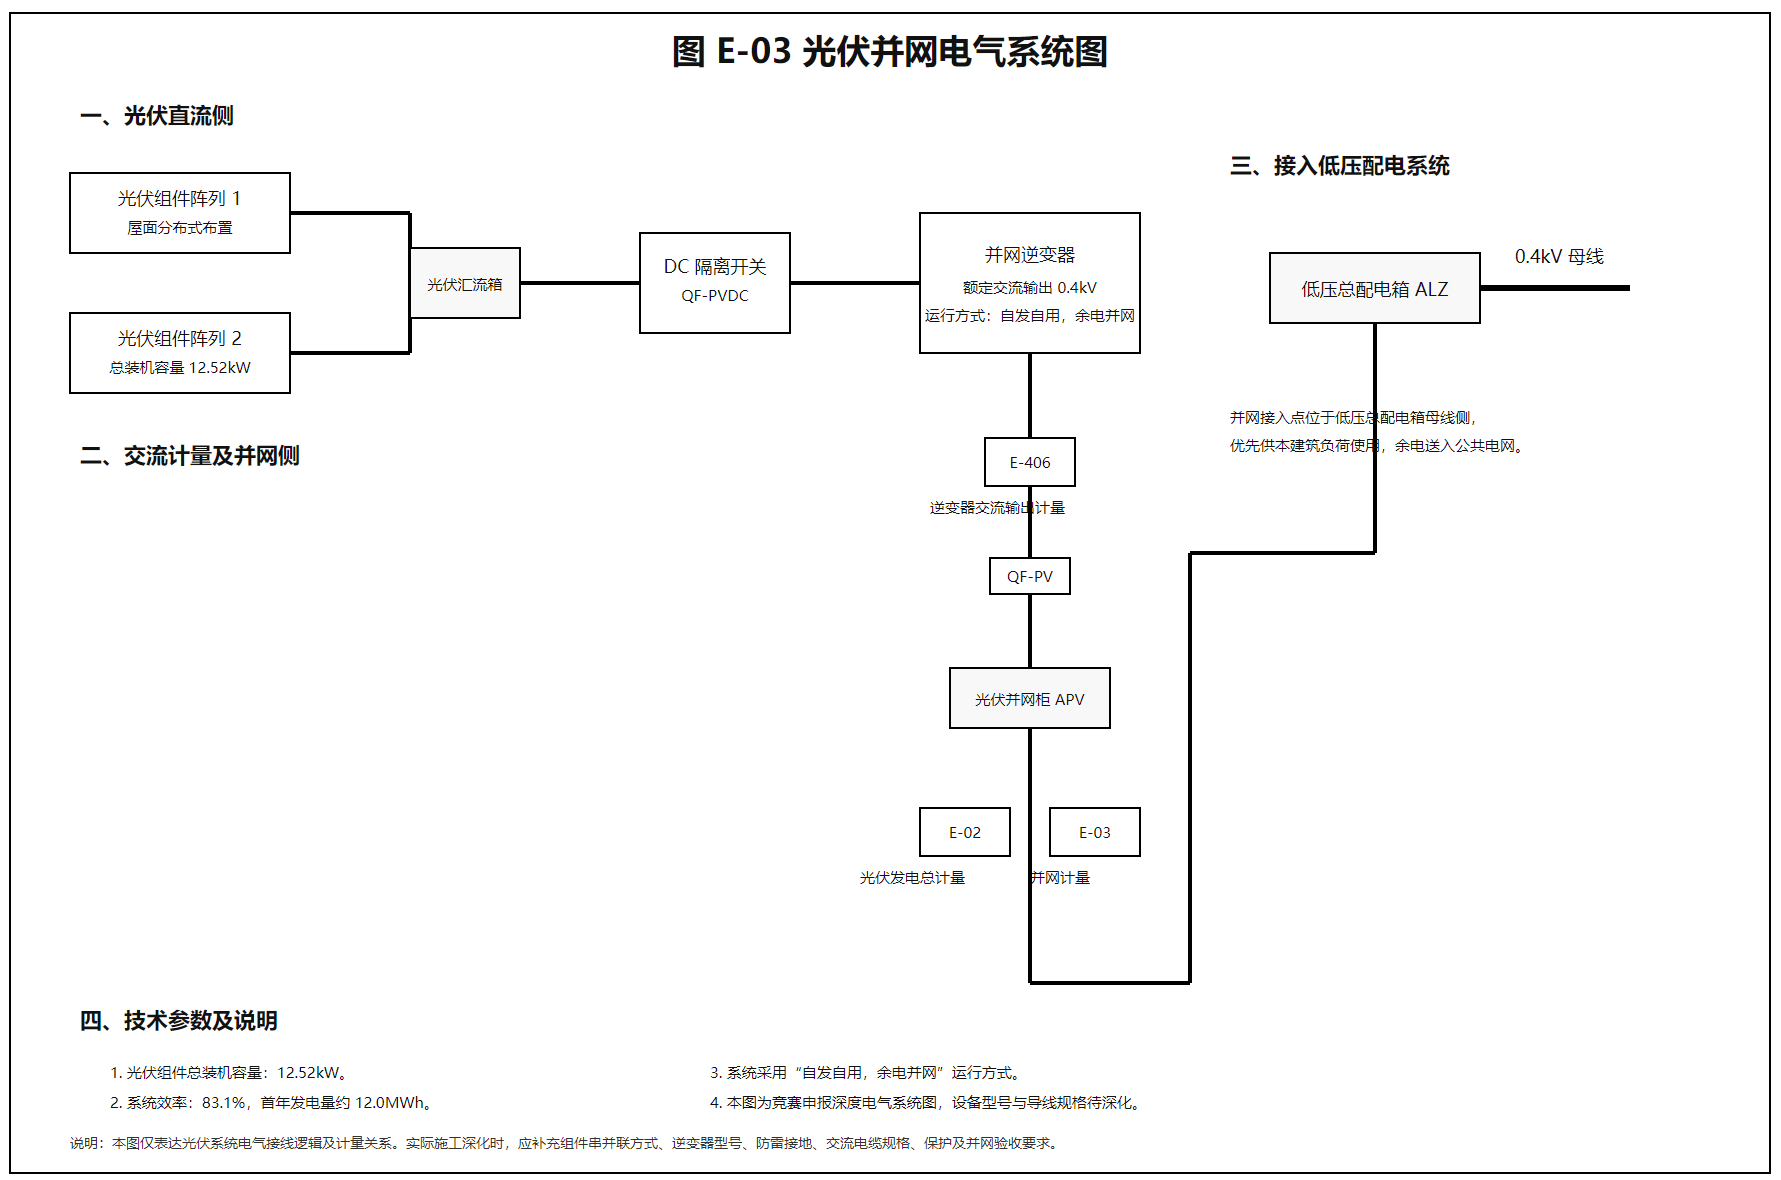 图 E-03 光伏并网电气系统图
一、光伏直流侧
光伏组件阵列 1
屋面分布式布置
光伏组件阵列 2
总装机容量 12.52kW
光伏汇流箱
DC 隔离开关
QF-PVDC
并网逆变器
额定交流输出 0.4kV
运行方式：自发自用，余电并网
二、交流计量及并网侧
E-406
逆变器交流输出计量
QF-PV
光伏并网柜 APV
E-02
E-03
光伏发电总计量
并网计量
三、接入低压配电系统
低压总配电箱 ALZ
0.4kV 母线
并网接入点位于低压总配电箱母线侧，
优先供本建筑负荷使用，余电送入公共电网。
四、技术参数及说明
1. 光伏组件总装机容量：12.52kW。
2. 系统效率：83.1%，首年发电量约 12.0MWh。
3. 系统采用“自发自用，余电并网”运行方式。
4. 本图为竞赛申报深度电气系统图，设备型号与导线规格待深化。
说明：本图仅表达光伏系统电气接线逻辑及计量关系。实际施工深化时，应补充组件串并联方式、逆变器型号、防雷接地、交流电缆规格、保护及并网验收要求。